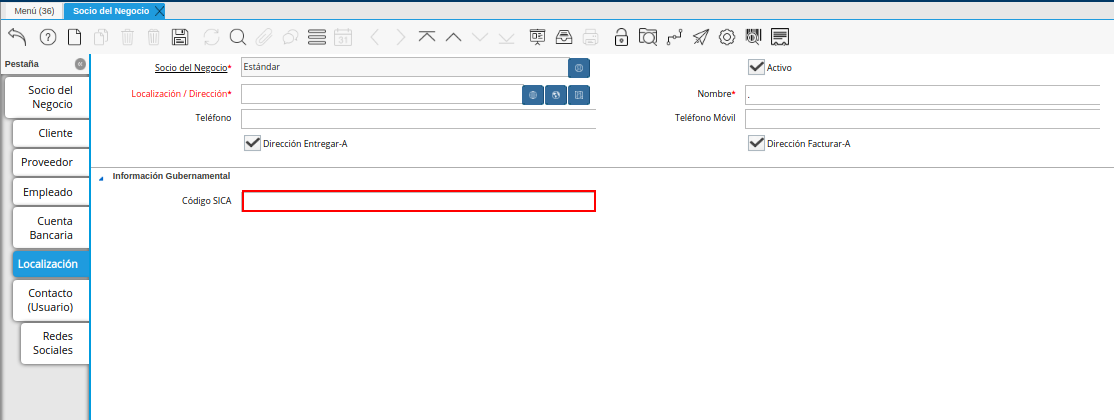 Menú (36)
Socio del Negocio
Pestaña
Socio del
Negocio
Cliente
Proveedor
Empleado
Cuenta
Bancaria
Localización
Contacto
(Usuario)
Redes
Sociales
Socio del Negocio*
Estándar
Activo
Localización / Dirección*
Nombre*
.
Teléfono
Teléfono Móvil
Dirección Entregar-A
Dirección Facturar-A
Información Gubernamental
Código SICA